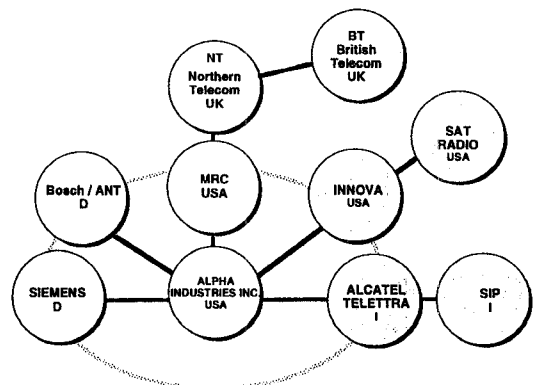 BT
British
Telecom
UK
NT
Northern
Telecom
UK
SAT
RADIO
USA
MRC
USA
Bosch / ANT
D
INNOVA
USA
SIEMENS
D
ALPHA
INDUSTRIES INC.
USA
ALCATEL
TELETTRA
I
SIP
I